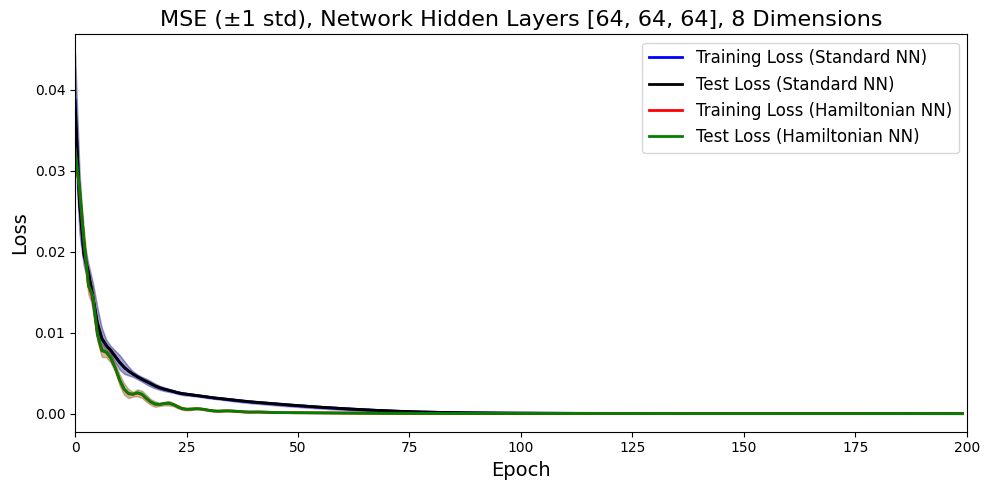 MSE (±1 std), Network Hidden Layers [64, 64, 64], 8 Dimensions
Loss
0.04
0.03
0.02
0.01
0.00
Training Loss (Standard NN)
Test Loss (Standard NN)
Training Loss (Hamiltonian NN)
Test Loss (Hamiltonian NN)
0 25 50 75 100 125 150 175 200
Epoch